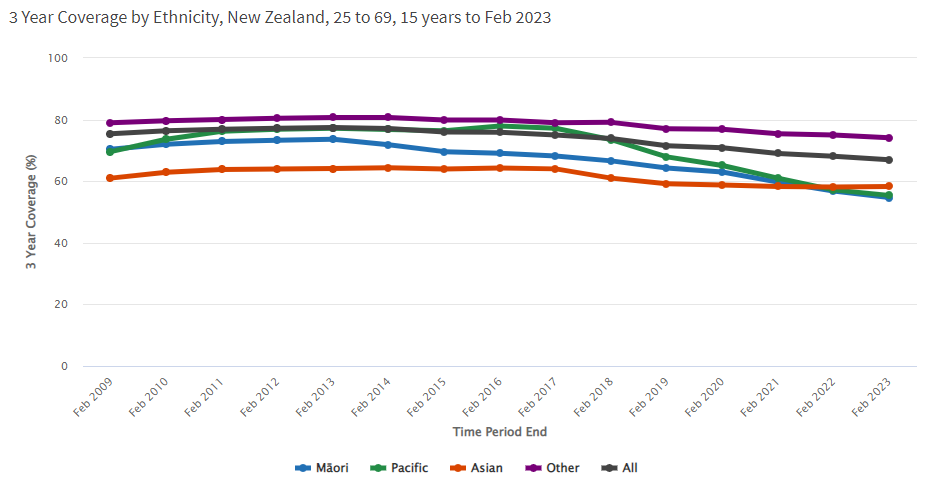 3 Year Coverage by Ethnicity, New Zealand, 25 to 69, 15 years to Feb 2023
100
80
60
40
20
0
3 Year Coverage (%)
Feb 2009 Feb 2010 Feb 2011 Feb 2012 Feb 2013 Feb 2014 Feb 2015 Feb 2016 Feb 2017 Feb 2018 Feb 2019 Feb 2020 Feb 2021 Feb 2022 Feb 2023
Time Period End
Māori Pacific Asian Other All